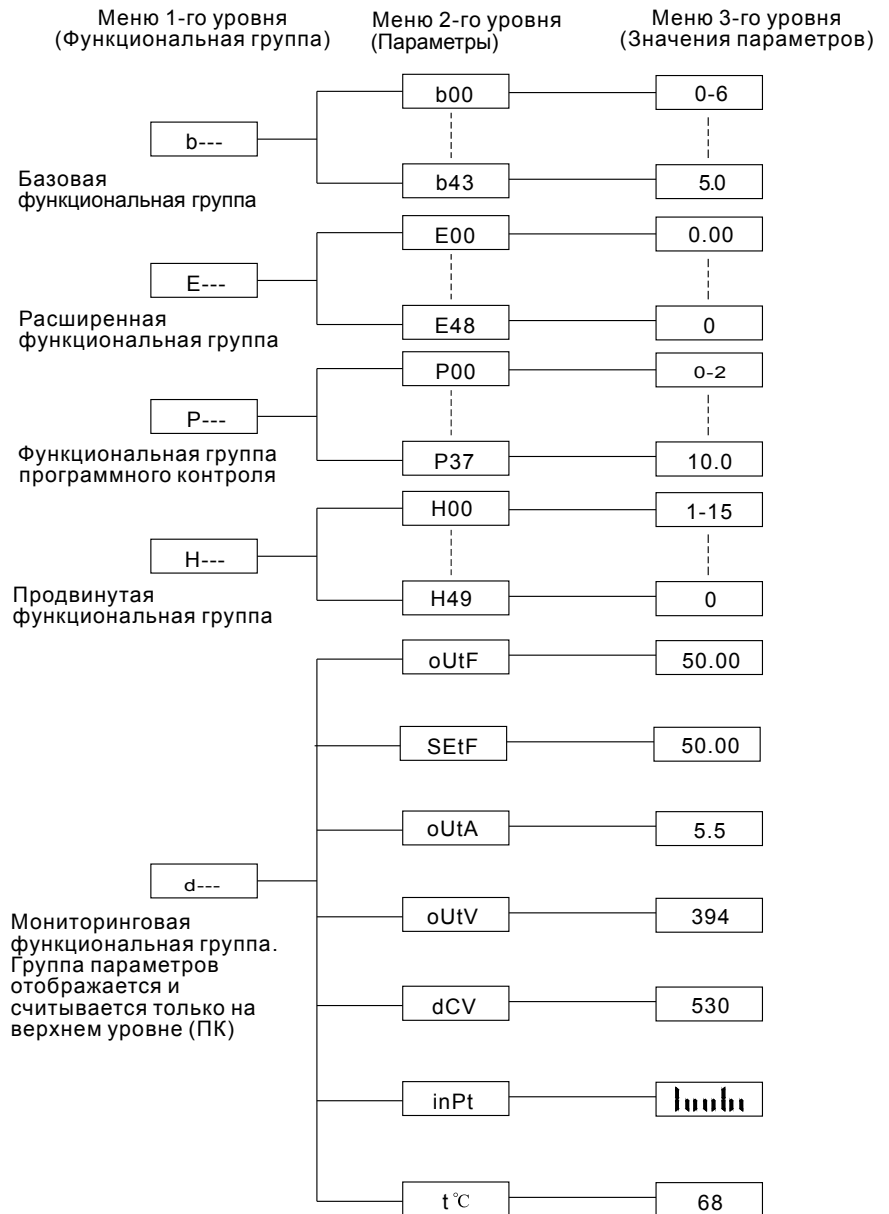 Меню 1-го уровня
(Функциональная группа)
Меню 2-го уровня
(Параметры)
Меню 3-го уровня
(Значения параметров)
b---
Базовая
функциональная группа
b00
0-6
b43
5.0
E---
Расширенная
функциональная группа
E00
0.00
E48
0
P---
Функциональная группа
программного контроля
P00
0-2
P37
10.0
H---
Продвинутая
функциональная группа
H00
1-15
H49
0
d---
Мониторинговая
функциональная группа.
Группа параметров
отображается и
считывается только на
верхнем уровне (ПК)
oUtF
50.00
SEtF
50.00
oUtA
5.5
oUtV
394
dCV
530
inPt
t℃
68